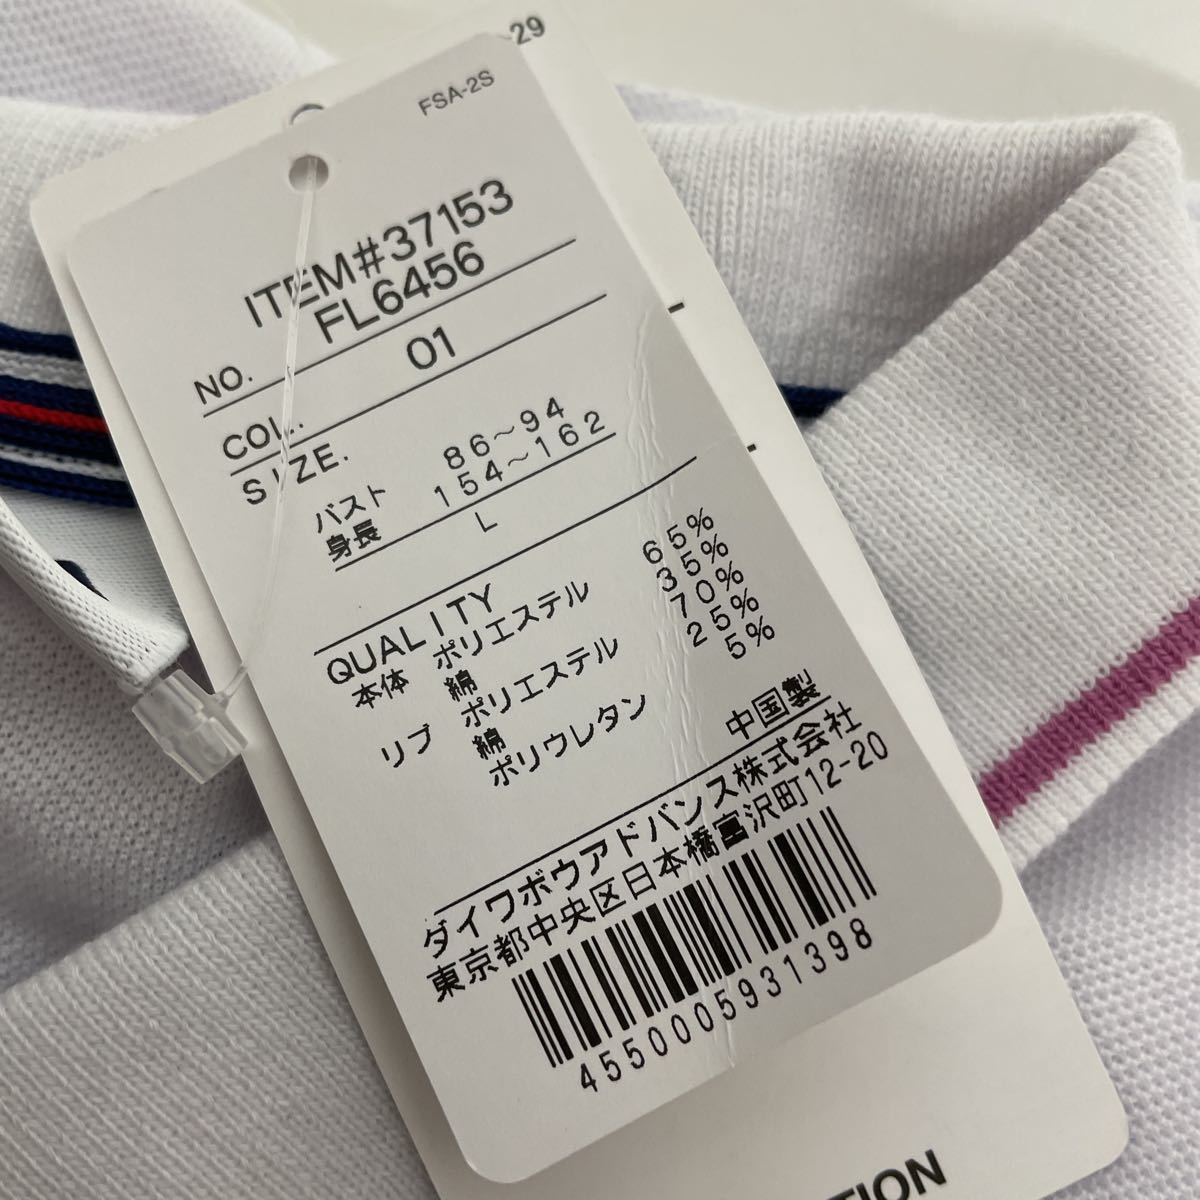 -29
FSA-2S
ITEM#37153
NO. FL6456
COL. 01
SIZE.
バスト 86~94
身長 154~162
L
QUALITY
本体 ポリエステル 65%
綿 35%
リブ ポリエステル 70%
綿 25%
ポリウレタン 5%
中国製
ダイワボウアドバンス株式会社
東京都中央区日本橋富沢町12-20
4550005931398
TION